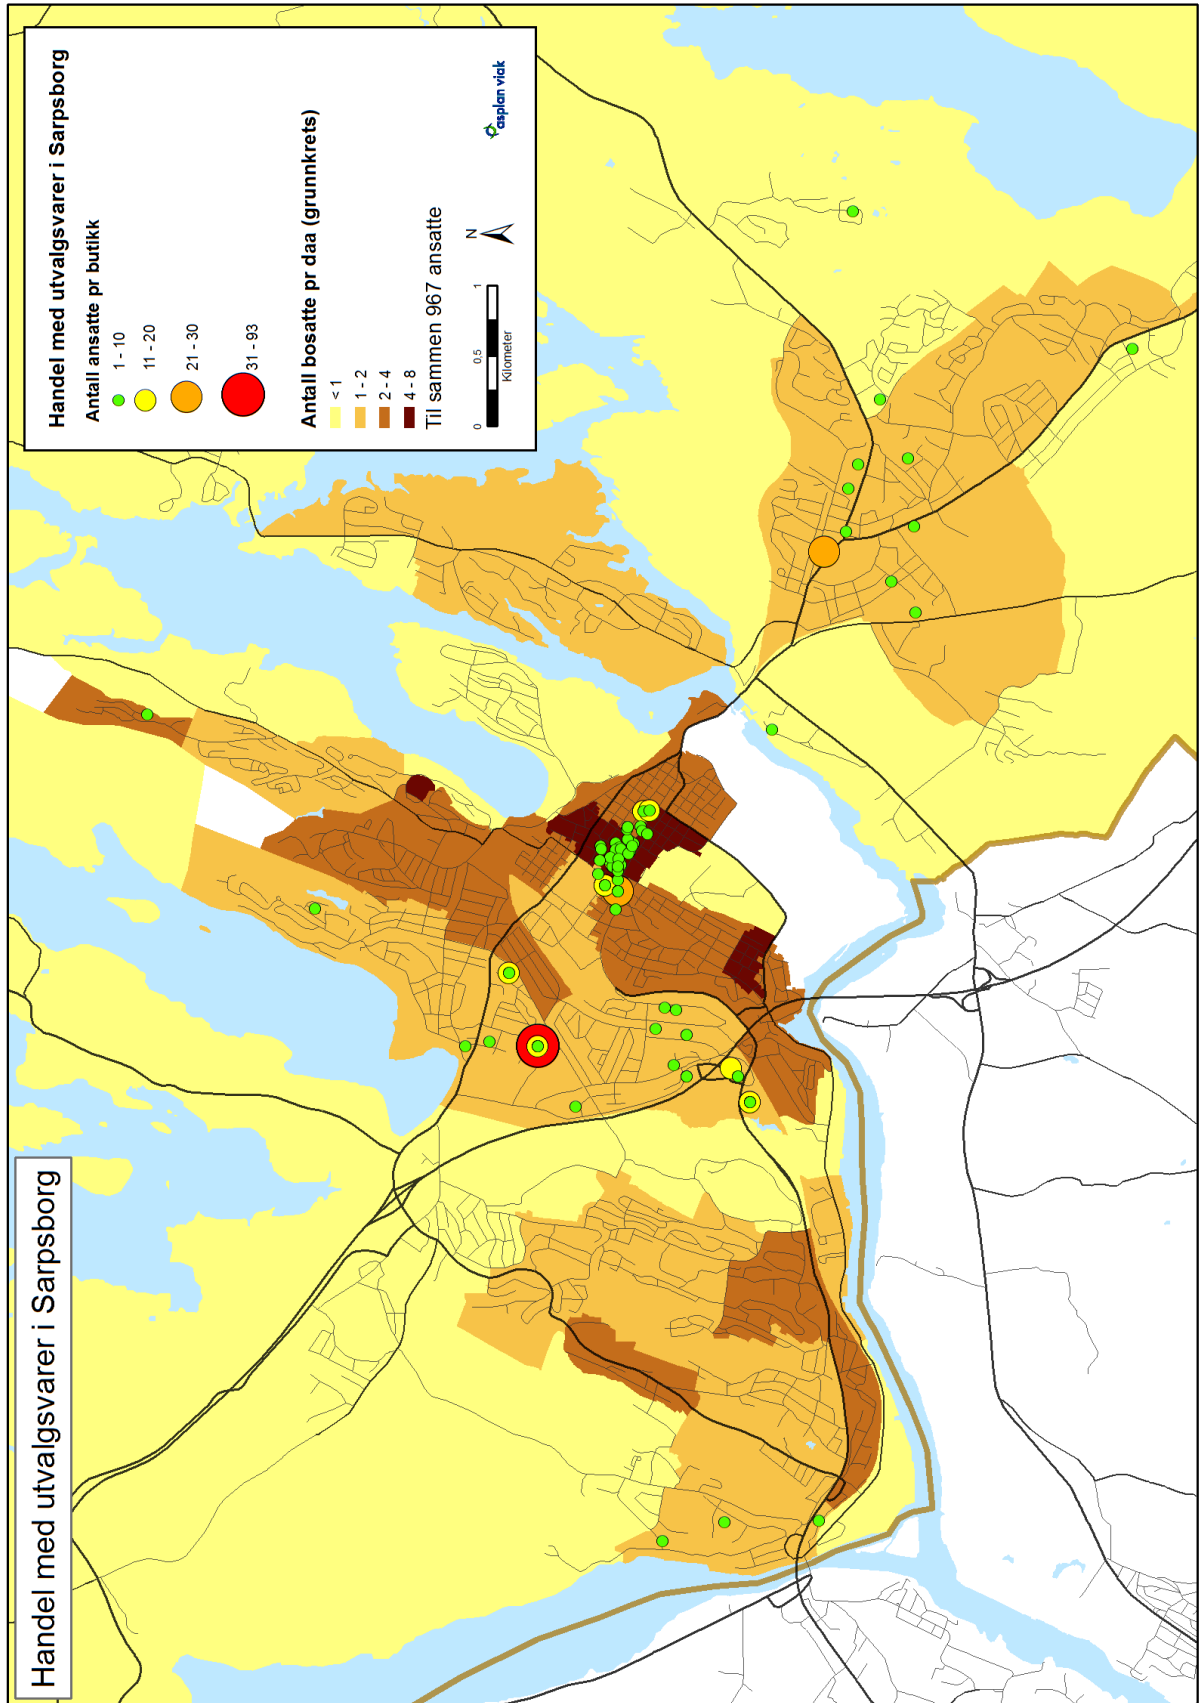 Handel med utvalgsvarer i Sarpsborg
Handel med utvalgsvarer i Sarpsborg
Antall ansatte pr butikk
1 - 10
11 - 20
21 - 30
31 - 93
Antall bosatte pr daa (grunnkrets)
< 1
1 - 2
2 - 4
4 - 8
Til sammen 967 ansatte
N
0 0,5 1
Kilometer
asplan viak